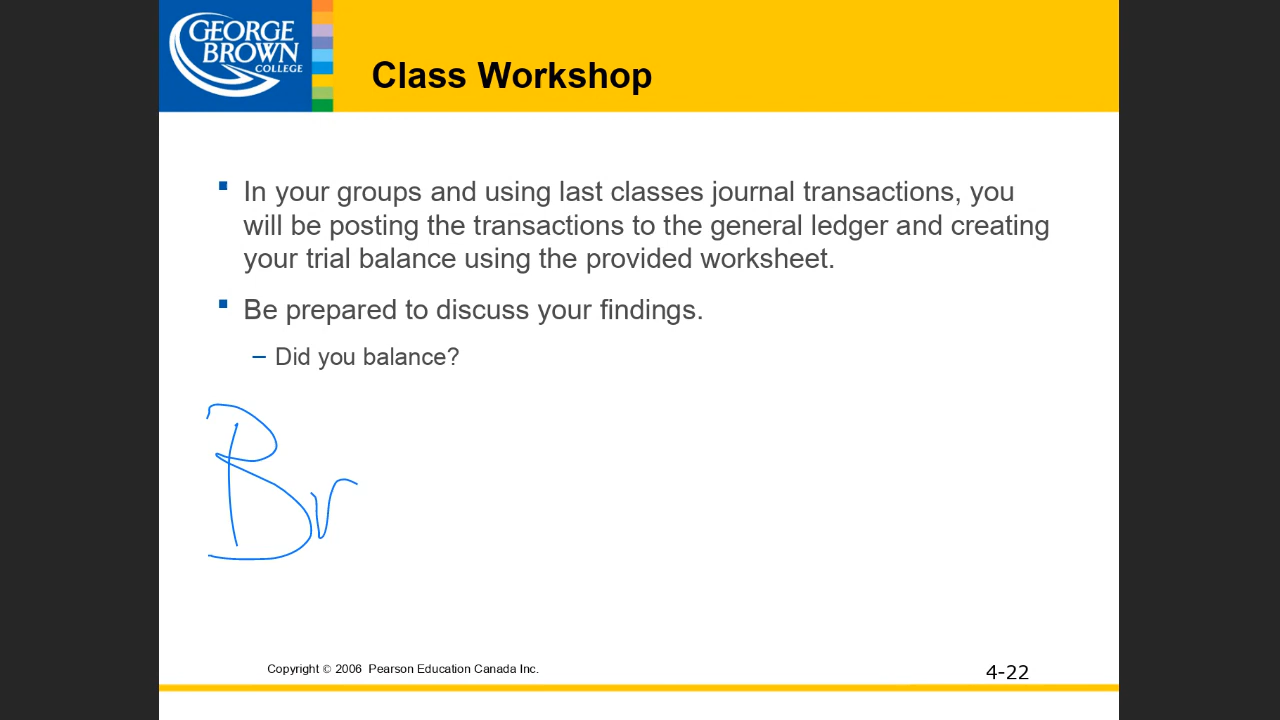 GEORGE
BROWN
COLLEGE
Class Workshop
In your groups and using last classes journal transactions, you
will be posting the transactions to the general ledger and creating
your trial balance using the provided worksheet.
Be prepared to discuss your findings.
– Did you balance?
Br
Copyright © 2006 Pearson Education Canada Inc.
4-22